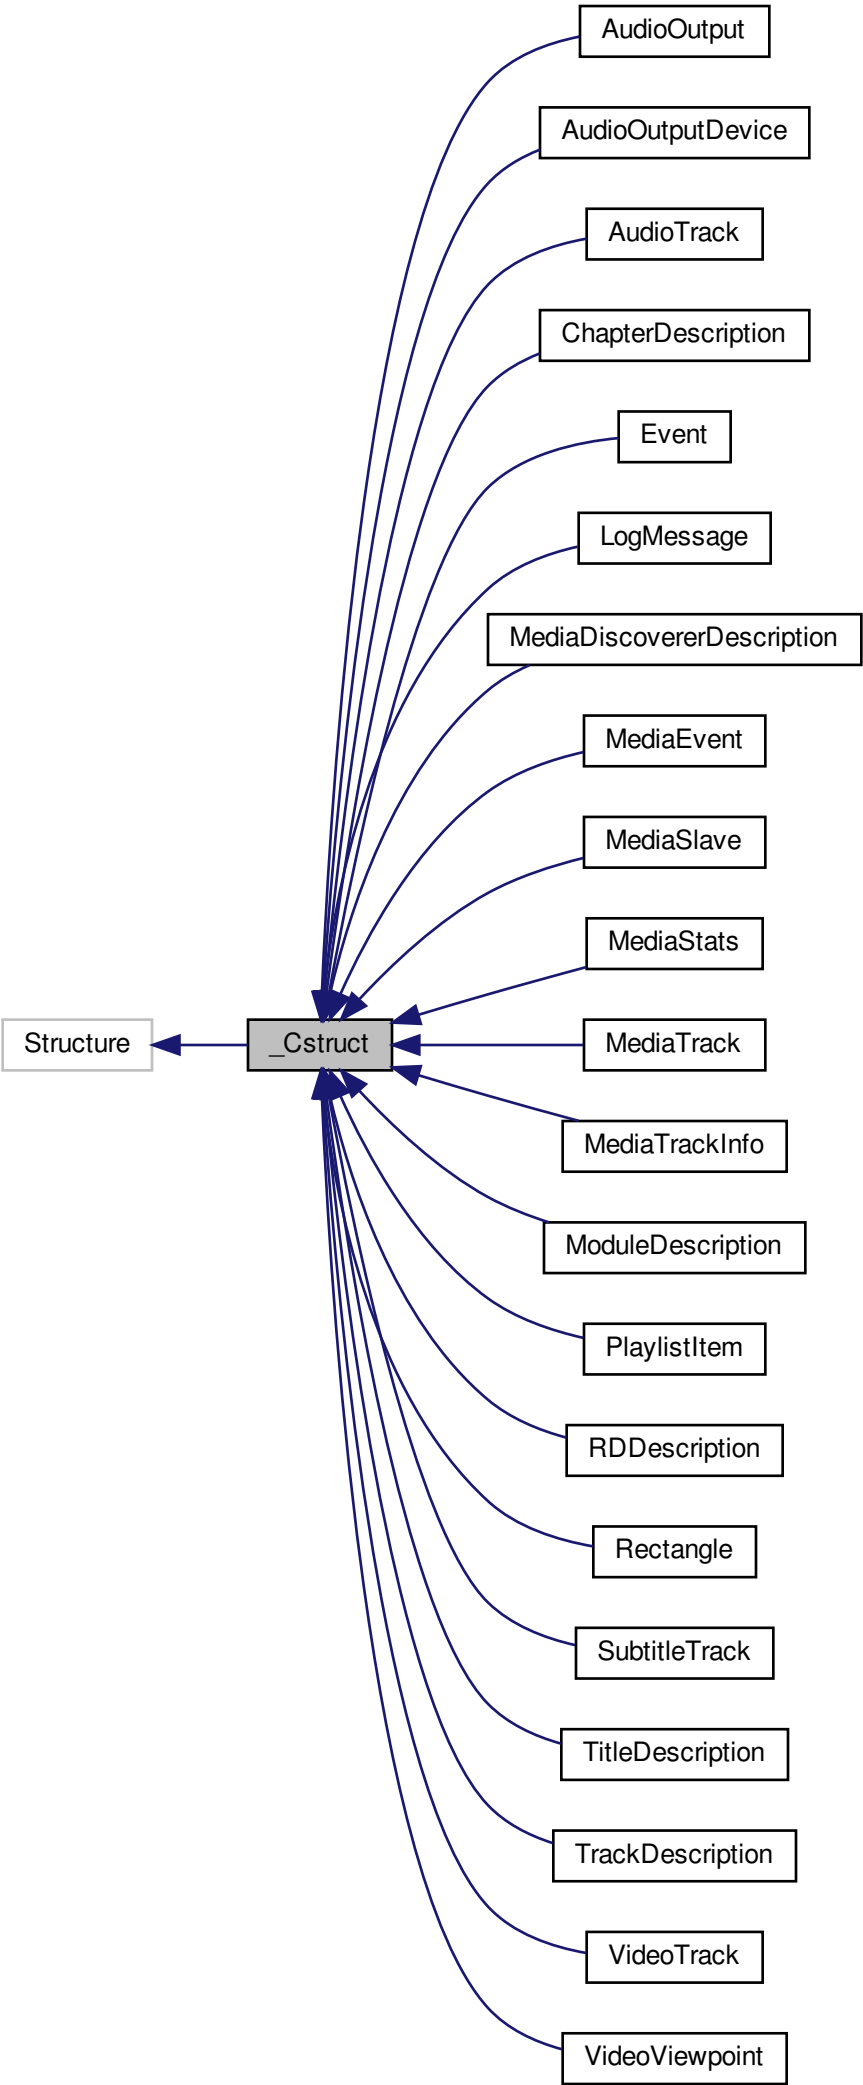 AudioOutput
AudioOutputDevice
AudioTrack
ChapterDescription
Event
LogMessage
MediaDiscovererDescription
MediaEvent
MediaSlave
MediaStats
Structure
_Cstruct
MediaTrack
MediaTrackInfo
ModuleDescription
PlaylistItem
RDDescription
Rectangle
SubtitleTrack
TitleDescription
TrackDescription
VideoTrack
VideoViewpoint